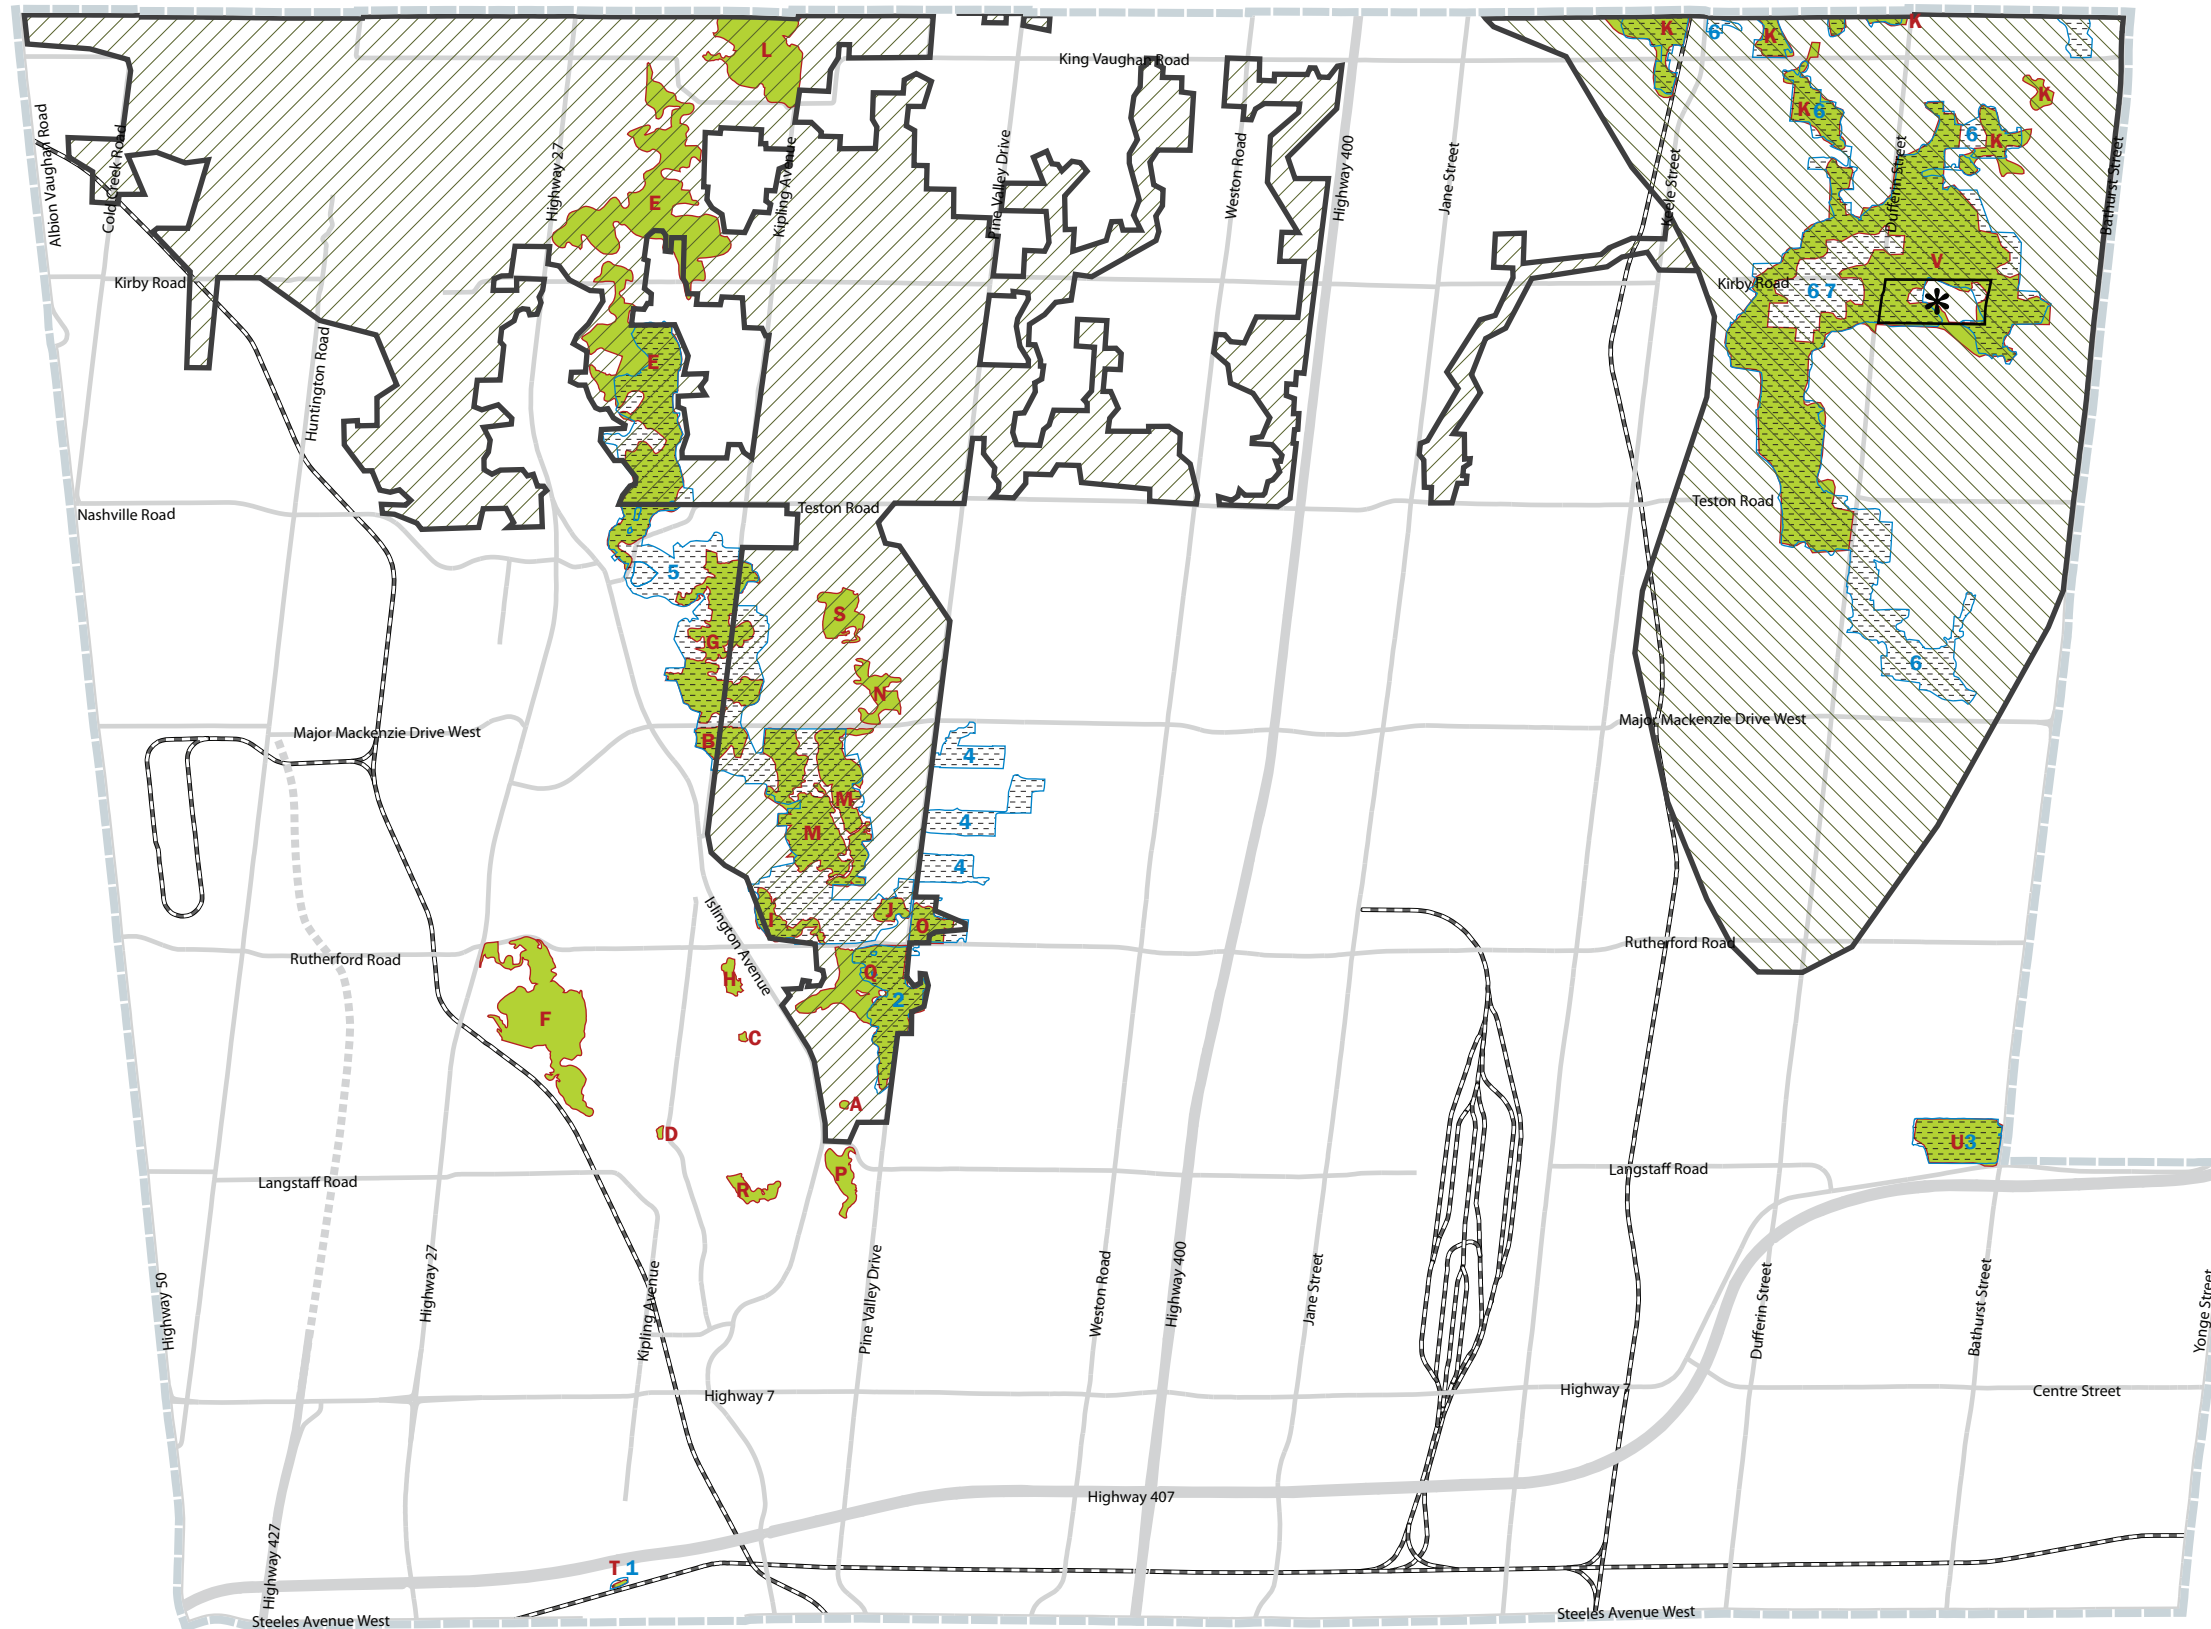 K
K
K
6
L
King Vaughan Road
K
K 6
6
K
Albion Vaughan Road
Cold Creek Road
Highway 27
Kipling Avenue
Pine Valley Drive
Weston Road
Highway 400
Jane Street
Keele Street
Dufferin Street
Bathurst Street
E
V
Kirby Road
Kirby Road
6 7
*
Huntington Road
E
Nashville Road
Teston Road
Teston Road
5
S
G
6
N
Major Mackenzie Drive West
B
Major Mackenzie Drive West
4
M
4
M
4
J
I
O
Islington Avenue
Rutherford Road
Rutherford Road
H
Q
2
F
C
A
D
U3
P
Langstaff Road
R
Langstaff Road
Highway 50
Highway 27
Kipling Avenue
Pine Valley Drive
Weston Road
Highway 400
Jane Street
Dufferin Street
Bathurst Street
Yonge Street
Highway 7
Highway 7
Centre Street
Highway 407
Highway 427
T 1
Steeles Avenue West
Steeles Avenue West